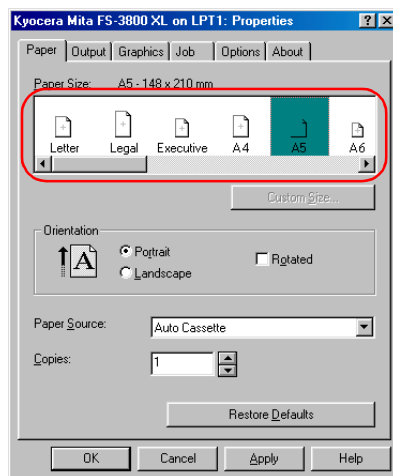 Kyocera Mita FS-3800 XL on LPT1: Properties
Paper Output Graphics Job Options About
Paper Size: A5 - 148 x 210 mm
Letter Legal Executive A4 A5 A6
Custom Size...
Orientation
A
Portrait
Landscape
Rotated
Paper Source: Auto Cassette
Copies: 1
Restore Defaults
OK Cancel Apply Help